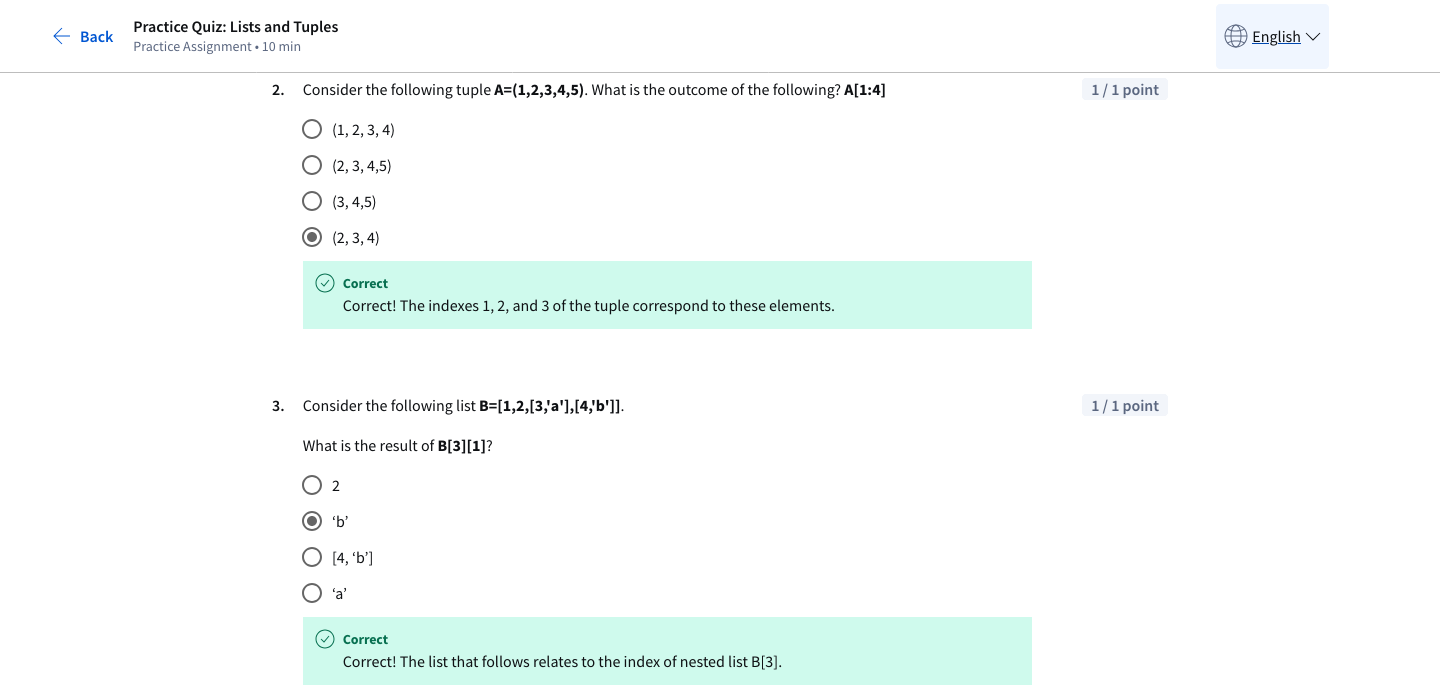 Back
Practice Quiz: Lists and Tuples
Practice Assignment • 10 min
English
2. Consider the following tuple A=(1,2,3,4,5). What is the outcome of the following? A[1:4]
1 / 1 point
(1, 2, 3, 4)
(2, 3, 4,5)
(3, 4,5)
(2, 3, 4)
Correct
Correct! The indexes 1, 2, and 3 of the tuple correspond to these elements.
3. Consider the following list B=[1,2,[3,'a'],[4,'b']].
1 / 1 point
What is the result of B[3][1]?
2
‘b’
[4, ‘b’]
‘a’
Correct
Correct! The list that follows relates to the index of nested list B[3].